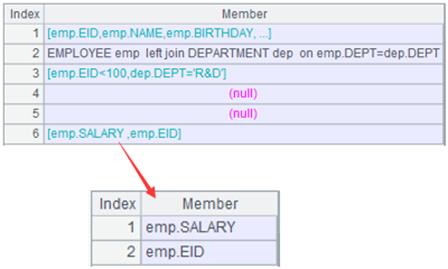 Index Member
1 [emp.EID,emp.NAME,emp.BIRTHDAY, ...]
2 EMPLOYEE emp left join DEPARTMENT dep on emp.DEPT=dep.DEPT
3 [emp.EID<100,dep.DEPT='R&D']
4 (null)
5 (null)
6 [emp.SALARY ,emp.EID]
Index Member
1 emp.SALARY
2 emp.EID